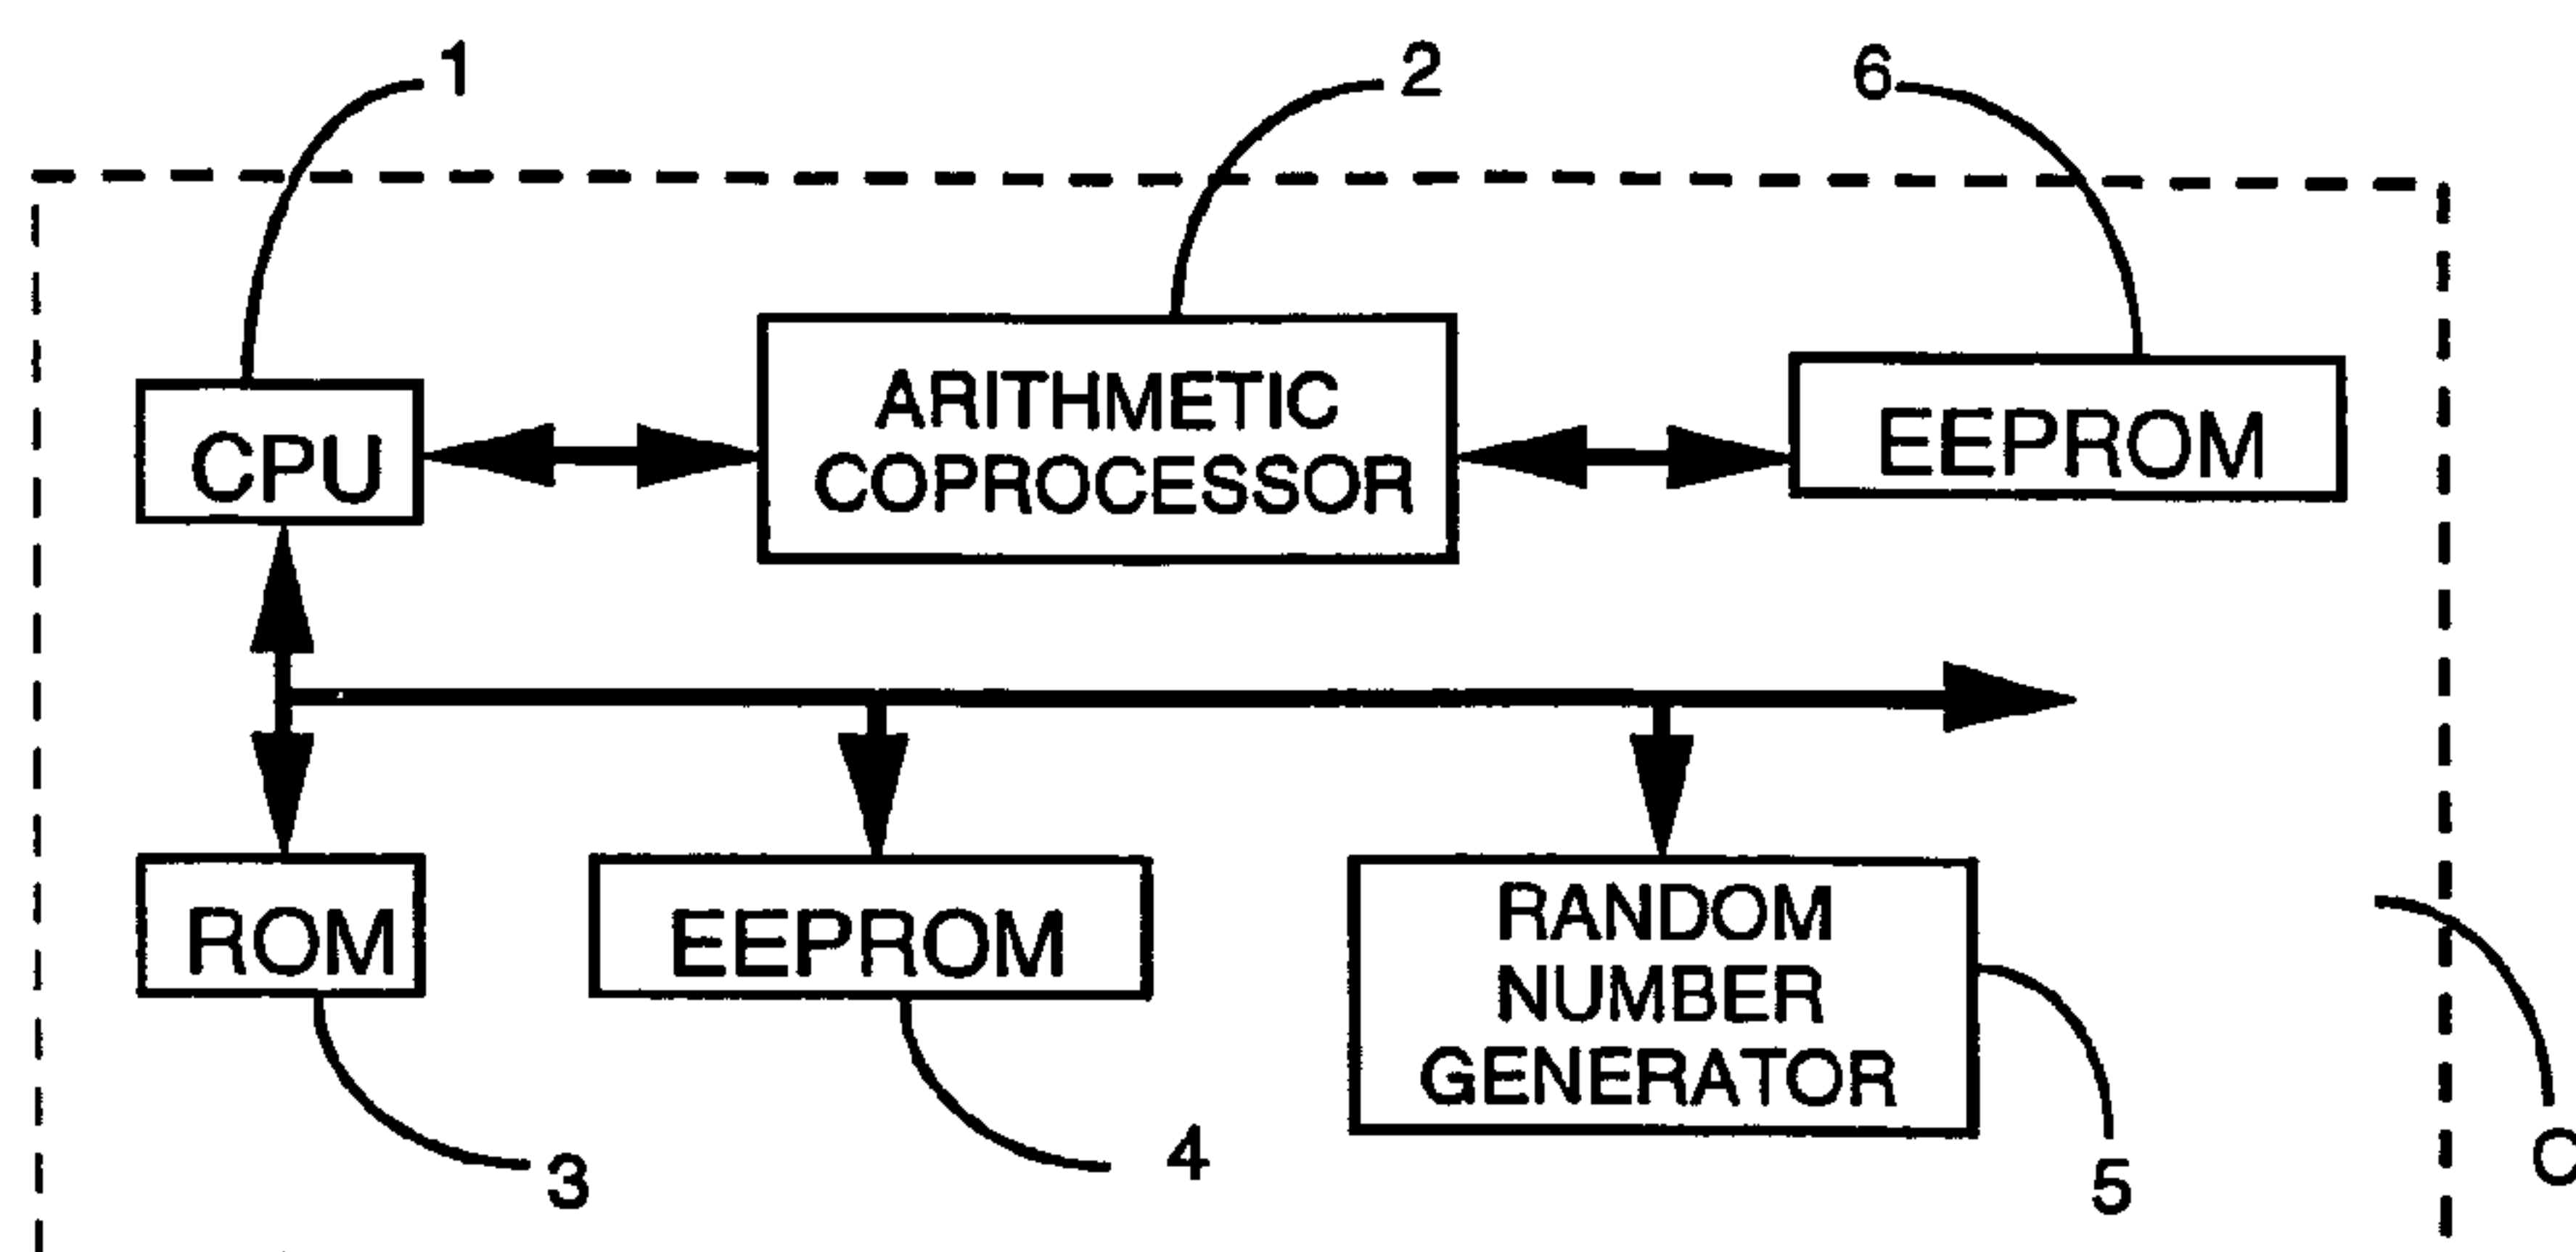 1
2
6
CPU
ARITHMETIC
COPROCESSOR
EEPROM
ROM
EEPROM
RANDOM
NUMBER
GENERATOR
3
4
5
C